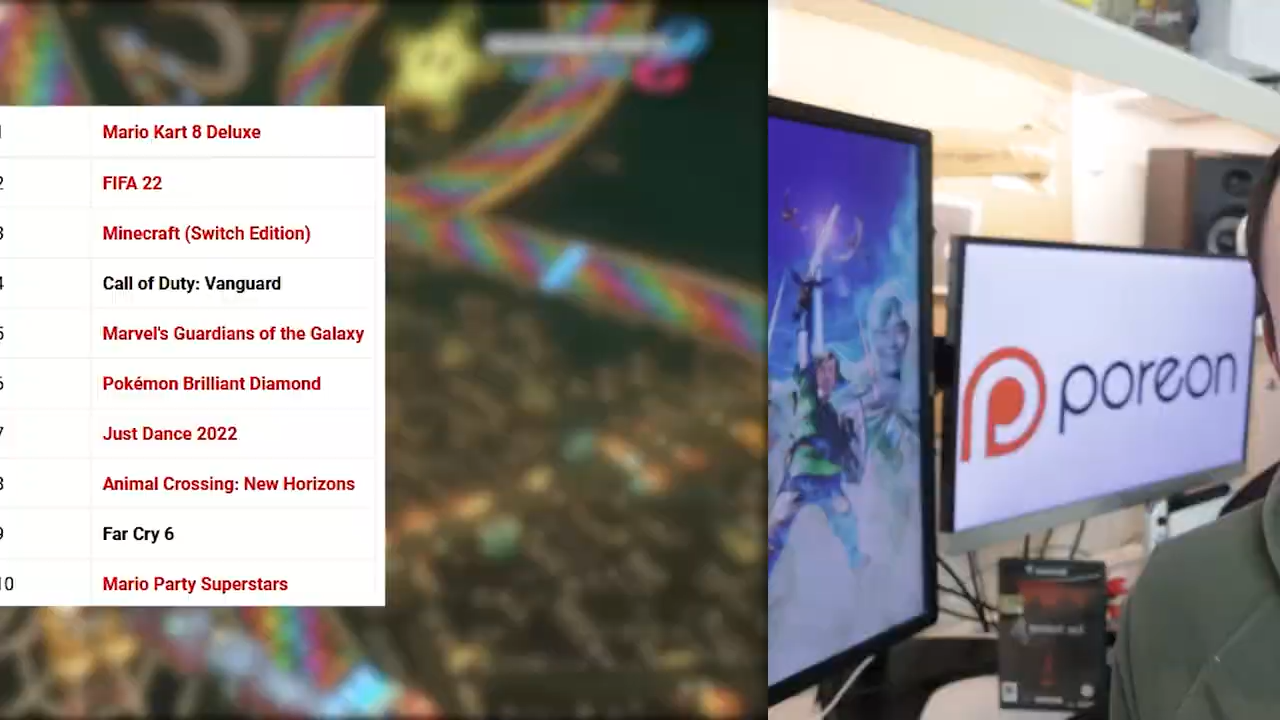 1 Mario Kart 8 Deluxe
2 FIFA 22
3 Minecraft (Switch Edition)
4 Call of Duty: Vanguard
5 Marvel's Guardians of the Galaxy
6 Pokémon Brilliant Diamond
7 Just Dance 2022
8 Animal Crossing: New Horizons
9 Far Cry 6
10 Mario Party Superstars
poreon